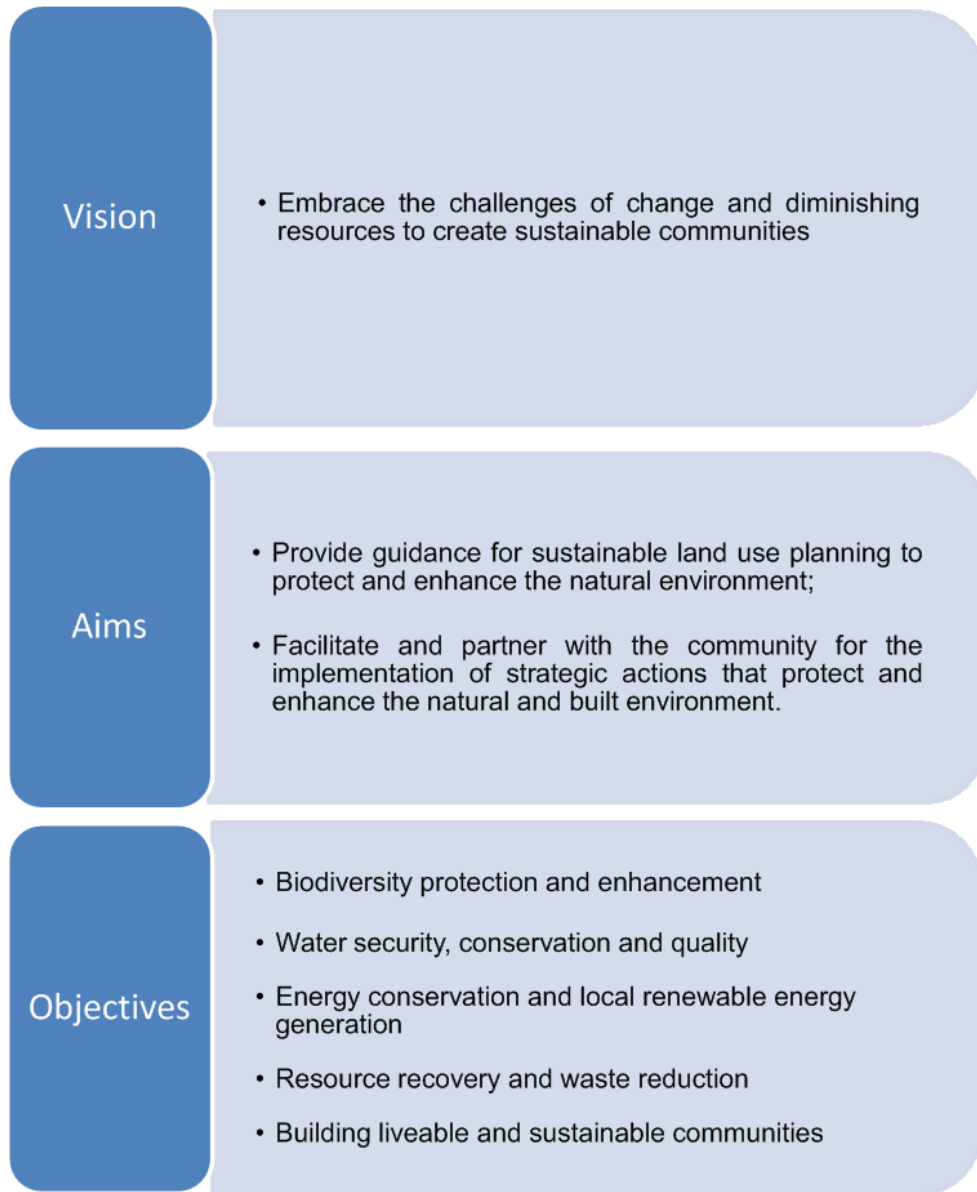 Vision
• Embrace the challenges of change and diminishing
resources to create sustainable communities
Aims
• Provide guidance for sustainable land use planning to
protect and enhance the natural environment;
• Facilitate and partner with the community for the
implementation of strategic actions that protect and
enhance the natural and built environment.
Objectives
• Biodiversity protection and enhancement
• Water security, conservation and quality
• Energy conservation and local renewable energy
generation
• Resource recovery and waste reduction
• Building liveable and sustainable communities